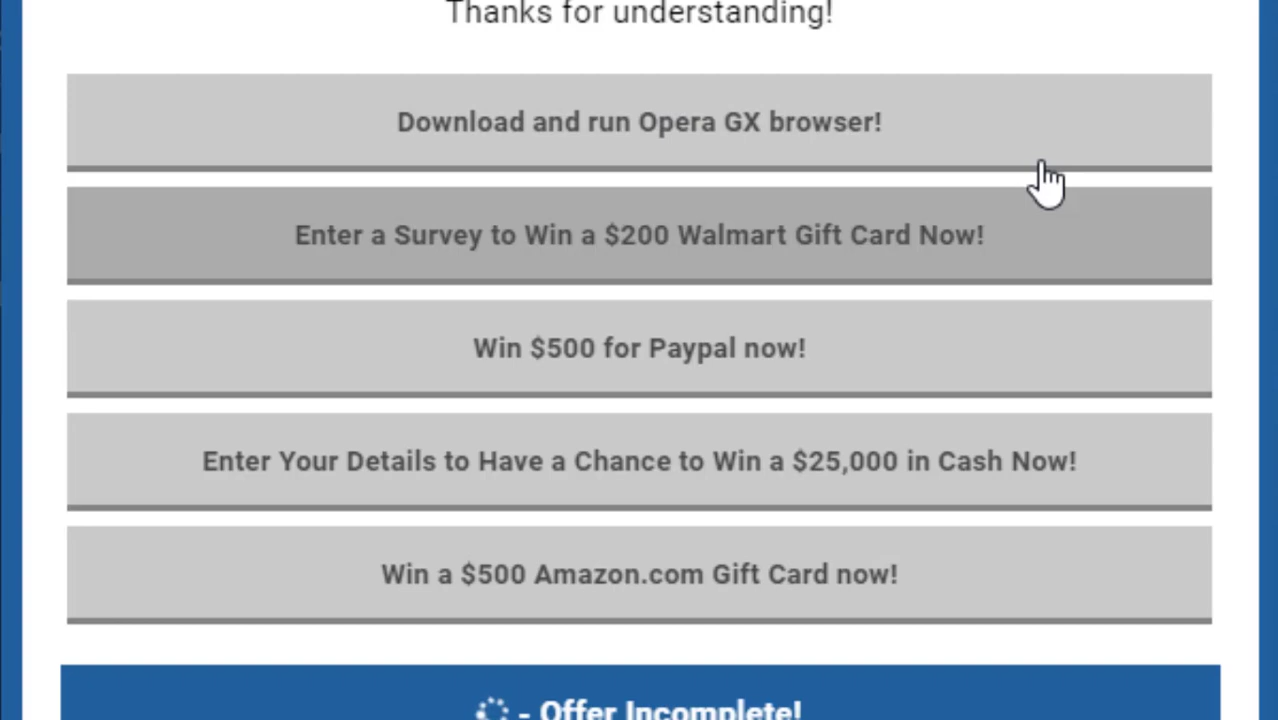 Thanks for understanding!
Download and run Opera GX browser!
Enter a Survey to Win a $200 Walmart Gift Card Now!
Win $500 for Paypal now!
Enter Your Details to Have a Chance to Win a $25,000 in Cash Now!
Win a $500 Amazon.com Gift Card now!
- Offer Incomplete!